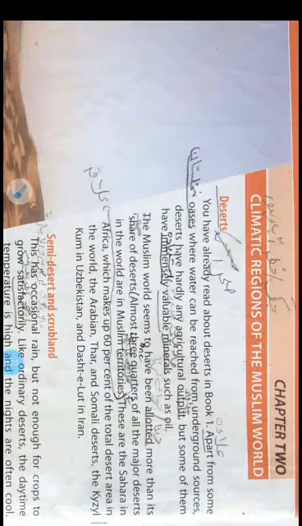 CHAPTER TWO
CLIMATIC REGIONS OF THE MUSLIM WORLD
Deserts
You have already read about deserts in Book 1. Apart from some
oases where water can be reached from underground sources,
deserts have hardly any agricultural output, but some of them
have immensely valuable minerals such as oil.
The Muslim world seems to have been allotted more than its
share of deserts. Almost three quarters of all the major deserts
in the world are in Muslim territories. These are the Sahara in
Africa, which makes up 60 per cent of the total desert area in
the world, the Arabian, Thar, and Somali deserts, the Kyzyl
Kum in Uzbekistan, and Dasht-e-Lut in Iran.
Semi-desert and scrubland
This has occasional rain, but not enough for crops to
grow satisfactorily. Like ordinary deserts, the daytime
temperature is high and the nights are often cool.